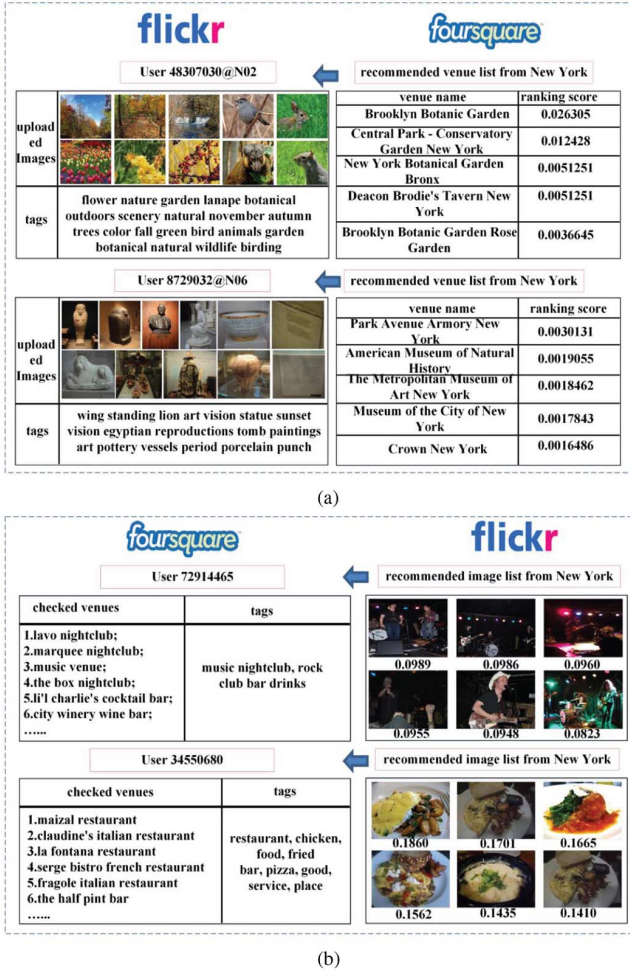 flickr
foursquare
User 48307030@N02
recommended venue list from New York
upload
ed
Images
tags
flower nature garden lanape botanical
outdoors scenery natural november autumn
trees color fall green bird animals garden
botanical natural wildlife birding
venue name
ranking score
Brooklyn Botanic Garden
0.026305
Central Park - Conservatory
Garden New York
0.012428
New York Botanical Garden
Bronx
0.0051251
Deacon Brodie's Tavern New
York
0.0051251
Brooklyn Botanic Garden Rose
Garden
0.0036645
User 8729032@N06
recommended venue list from New York
upload
ed
Images
tags
wing standing lion art vision statue sunset
vision egyptian reproductions tomb paintings
art pottery vessels period porcelain punch
venue name
ranking score
Park Avenue Armory New
York
0.0030131
American Museum of Natural
History
0.0019055
The Metropolitan Museum of
Art New York
0.0018462
Museum of the City of New
York
0.0017843
Crown New York
0.0016486
(a)
foursquare
flickr
User 72914465
recommended image list from New York
checked venues
tags
1.lavo nightclub;
2.marquee nightclub;
3.music venue;
4.the box nightclub;
5.li'l charlie's cocktail bar;
6.city winery wine bar;
......
music nightclub, rock
club bar drinks
0.0989
0.0986
0.0960
0.0955
0.0948
0.0823
User 34550680
recommended image list from New York
checked venues
tags
1.maizal restaurant
2.claudine's italian restaurant
3.la fontana restaurant
4.serge bistro french restaurant
5.fragole italian restaurant
6.the half pint bar
......
restaurant, chicken,
food, fried
bar, pizza, good,
service, place
0.1860
0.1701
0.1665
0.1562
0.1435
0.1410
(b)